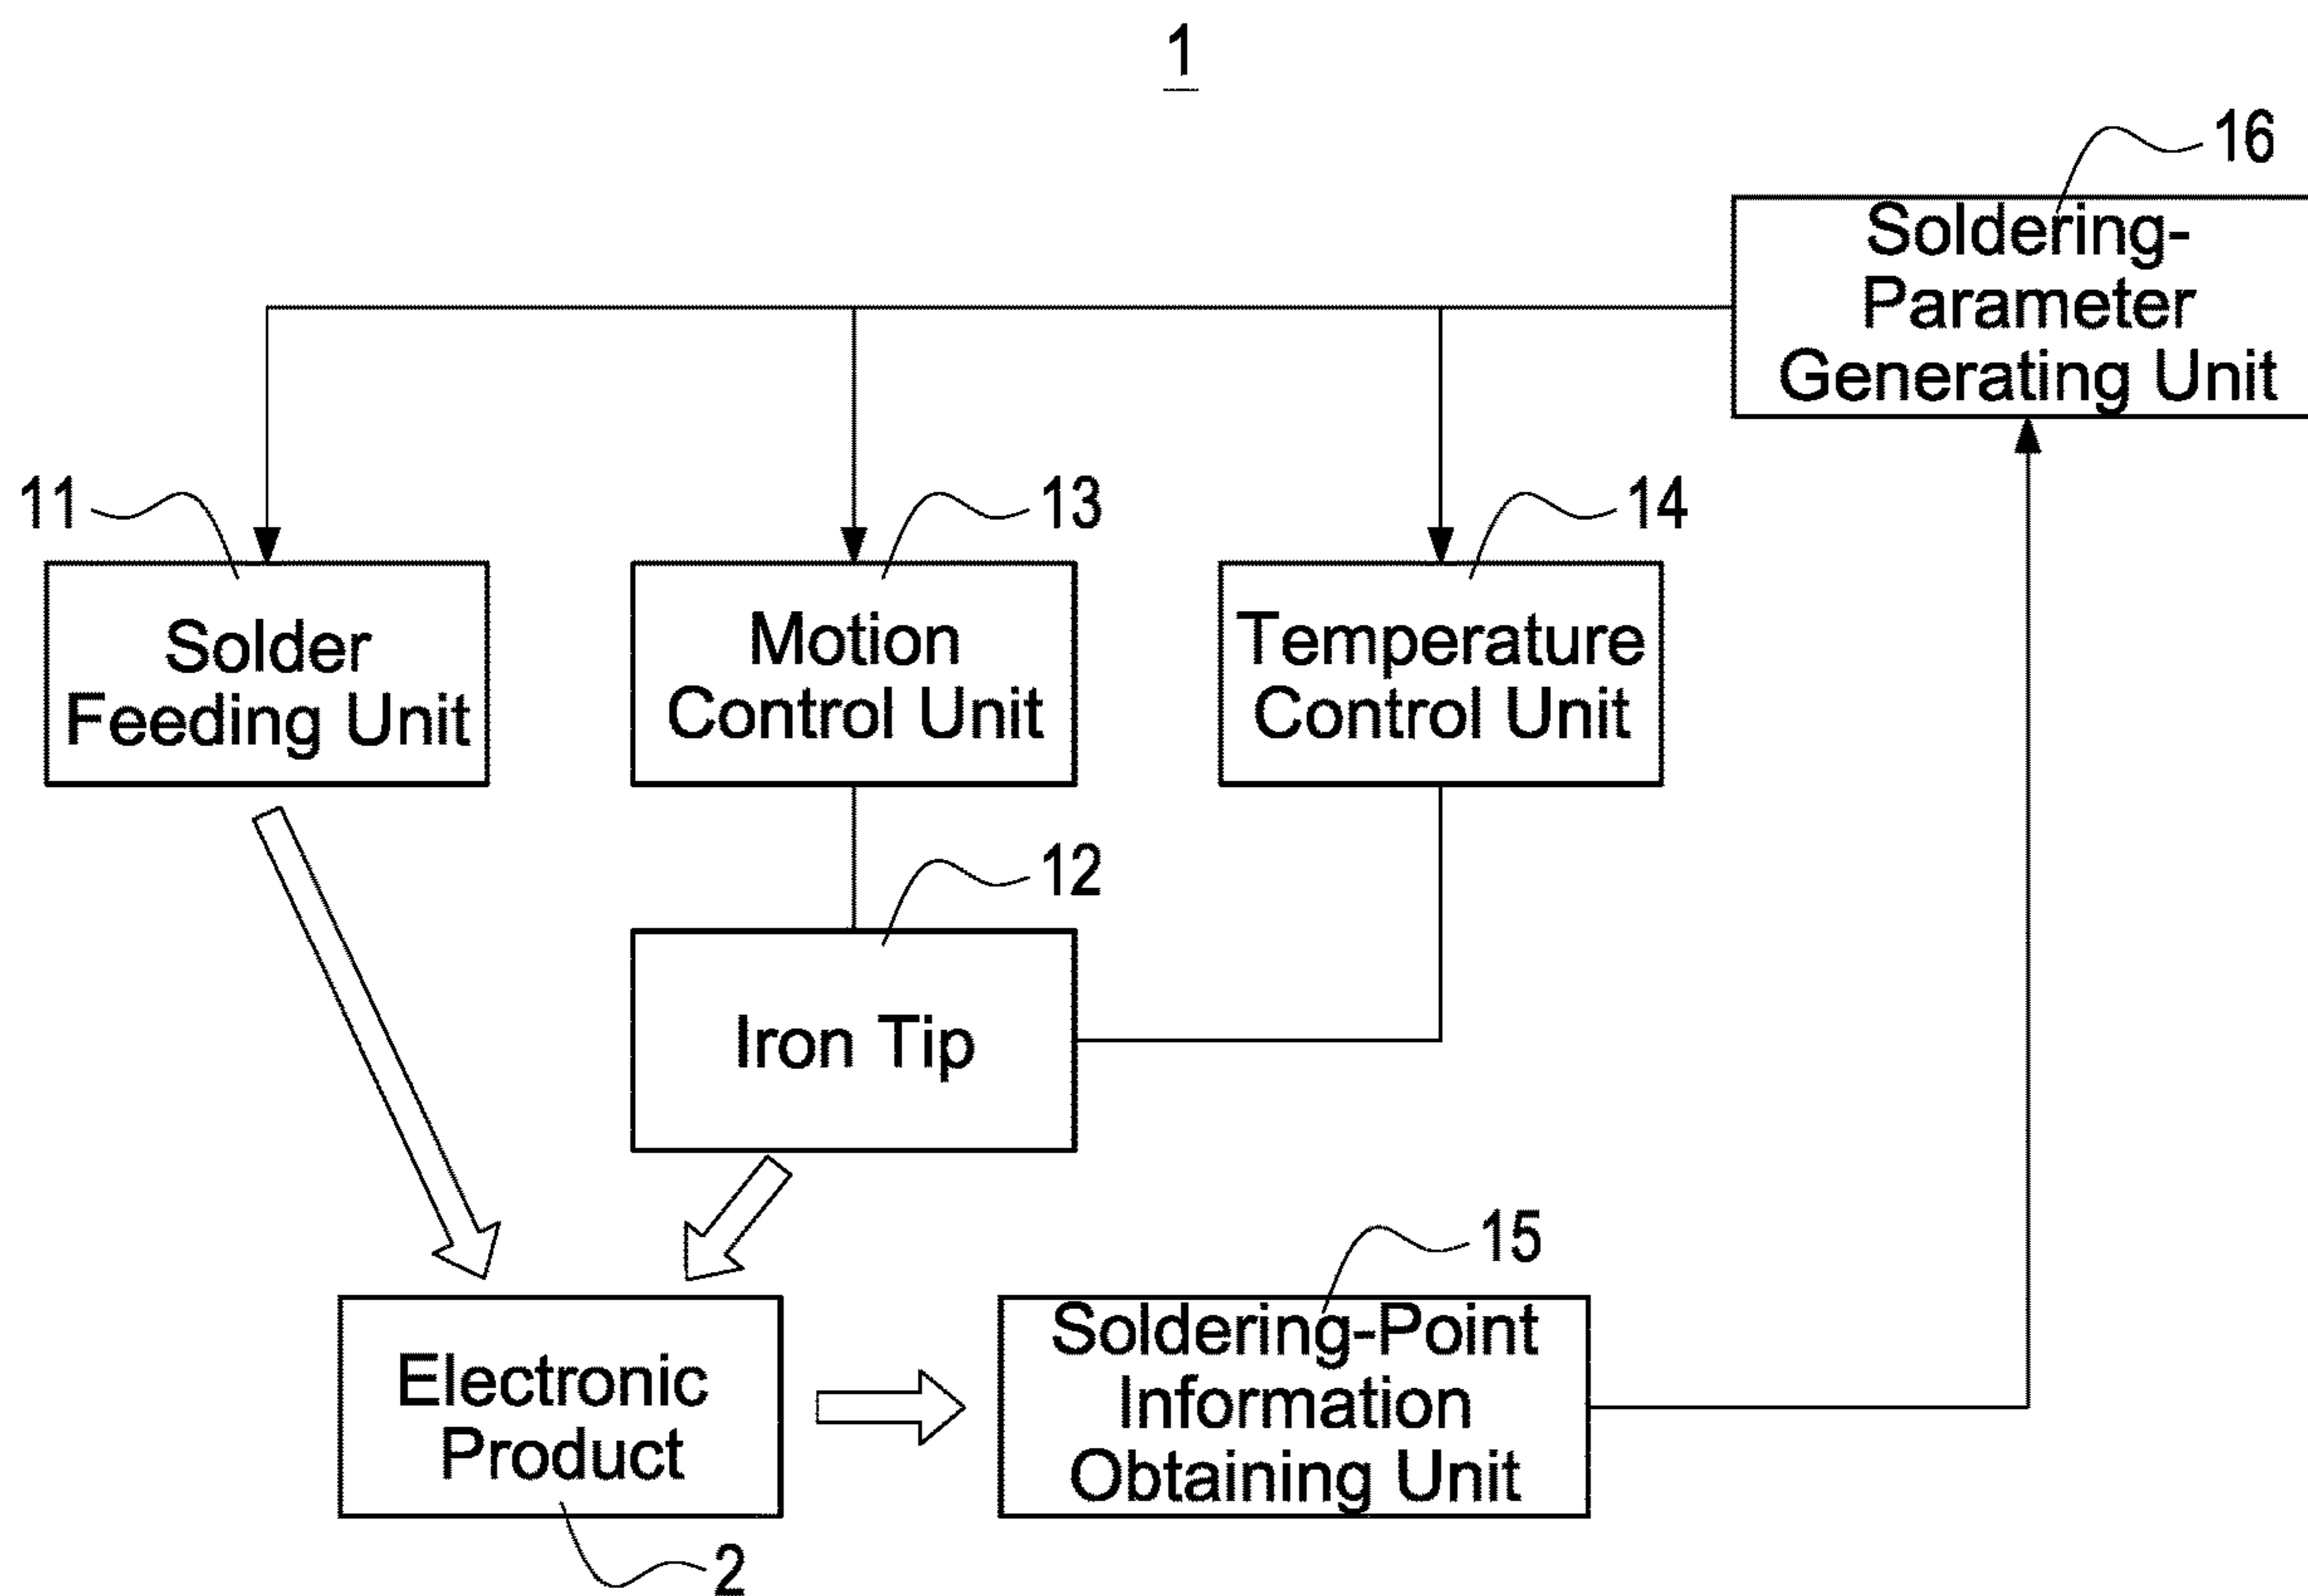 1
16
Soldering-
Parameter
Generating Unit
11
13
14
Solder
Feeding Unit
Motion
Control Unit
Temperature
Control Unit
12
Iron Tip
15
Electronic
Product
Soldering-Point
Information
Obtaining Unit
2